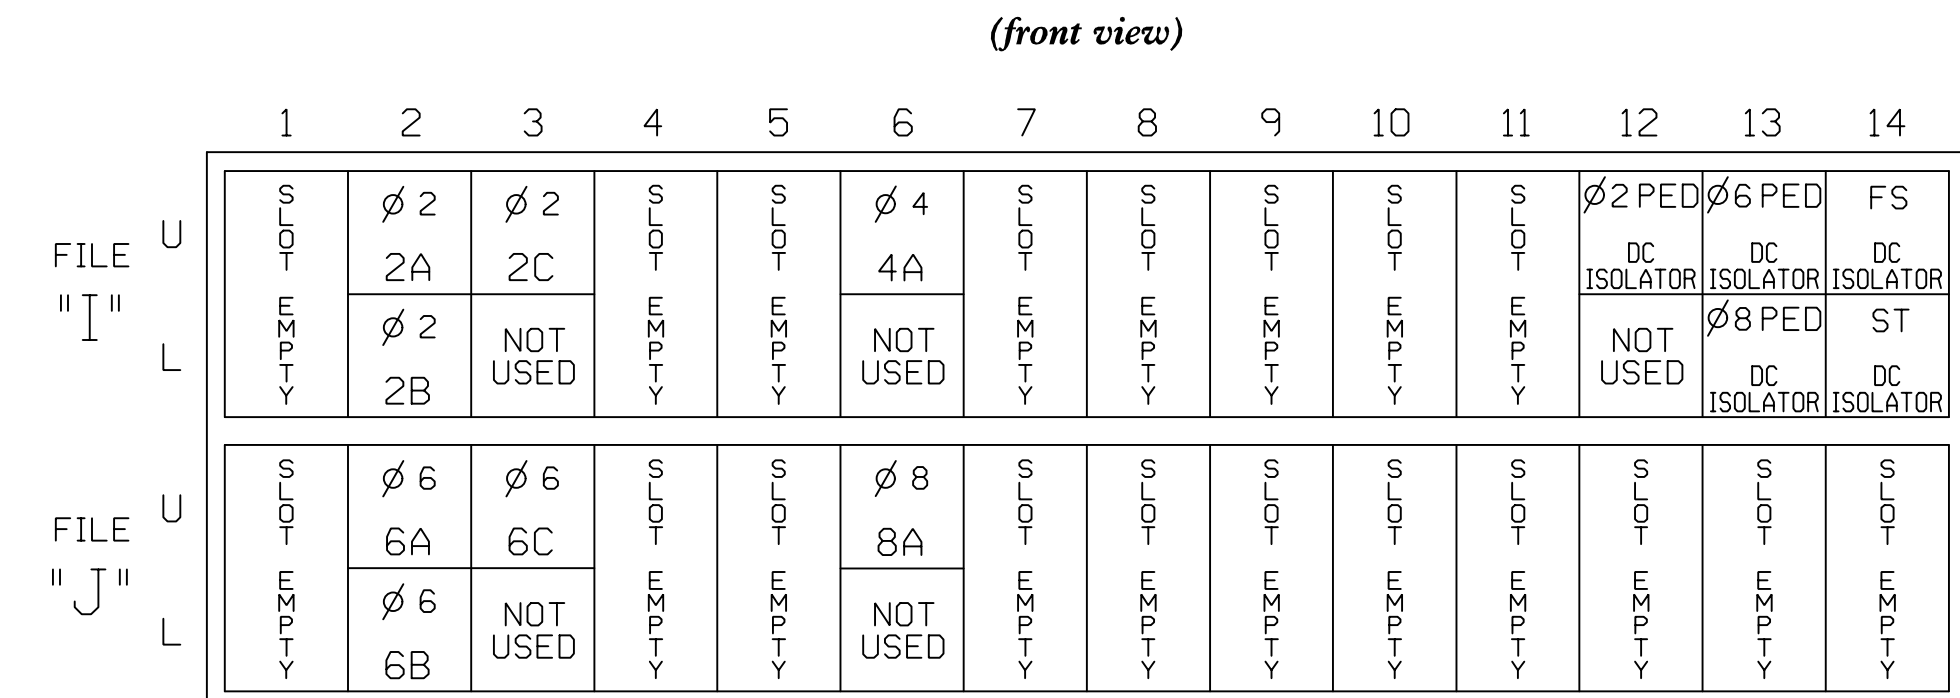 (front view)
1 2 3 4 5 6 7 8 9 10 11 12 13 14
FILE "I"
U
SLOT EMPTY
Ø 2 2A
Ø 2 2C
SLOT EMPTY
SLOT EMPTY
Ø 4 4A
SLOT EMPTY
SLOT EMPTY
SLOT EMPTY
SLOT EMPTY
SLOT EMPTY
Ø2 PED DC ISOLATOR
Ø6 PED DC ISOLATOR
FS DC ISOLATOR
L
Ø 2 2B
NOT USED
NOT USED
NOT USED
Ø8 PED DC ISOLATOR
ST DC ISOLATOR
FILE "J"
U
SLOT EMPTY
Ø 6 6A
Ø 6 6C
SLOT EMPTY
SLOT EMPTY
Ø 8 8A
SLOT EMPTY
SLOT EMPTY
SLOT EMPTY
SLOT EMPTY
SLOT EMPTY
SLOT EMPTY
SLOT EMPTY
SLOT EMPTY
L
Ø 6 6B
NOT USED
NOT USED